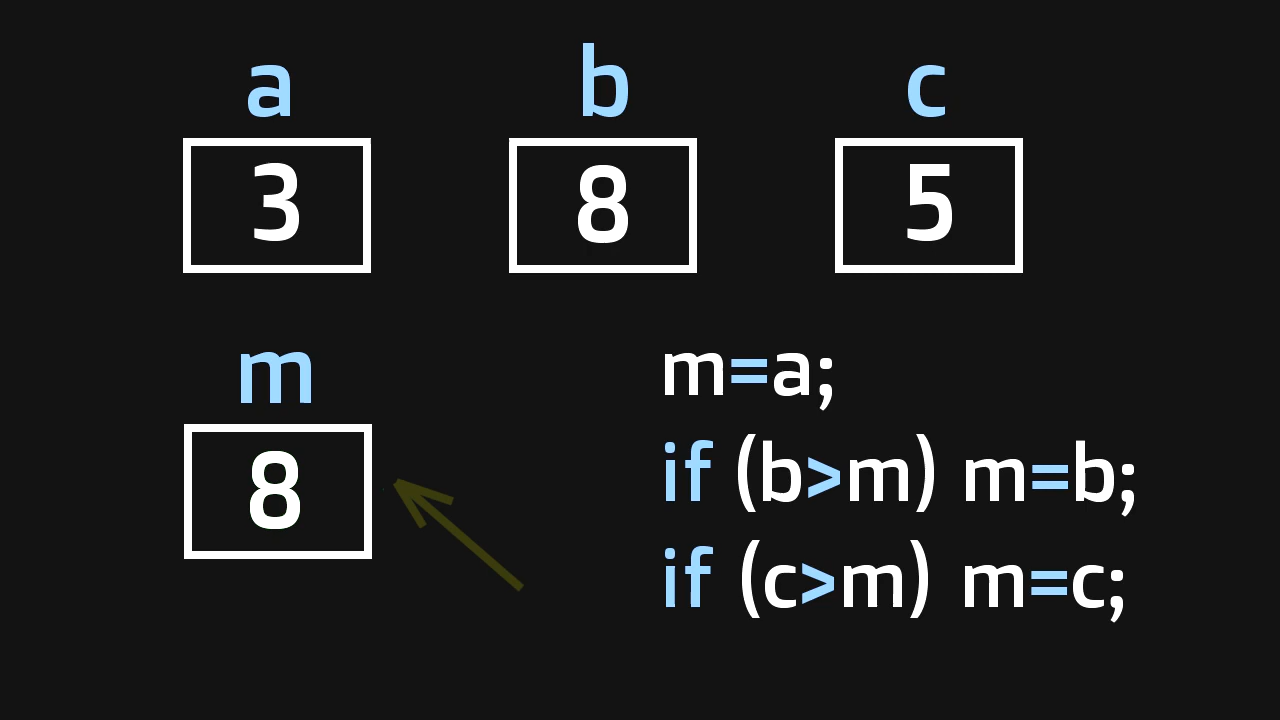 a b c
3 8 5
m
8
m=a;
if (b>m) m=b;
if (c>m) m=c;